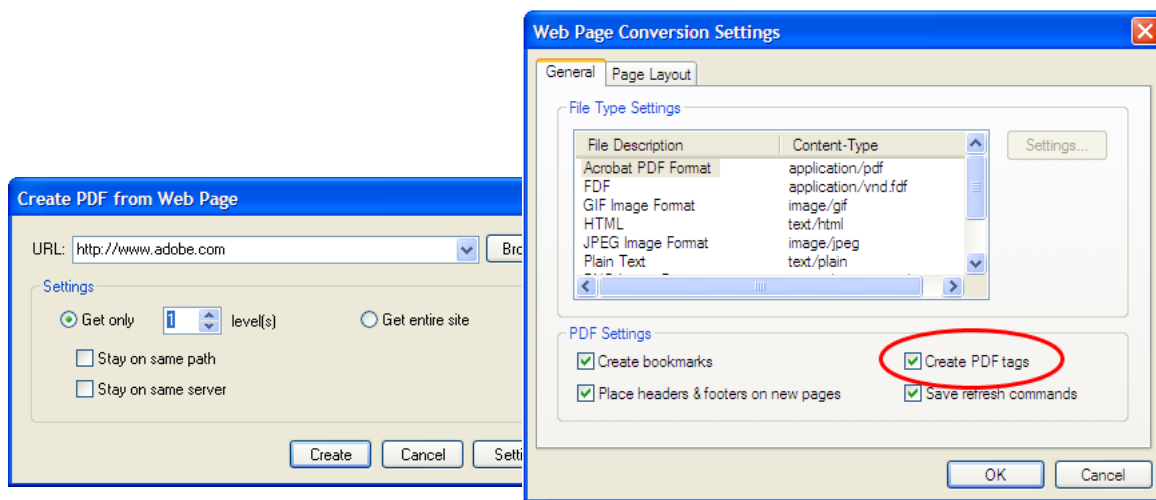 Create PDF from Web Page
URL: http://www.adobe.com
Settings
Get only 1 level(s) Get entire site
Stay on same path
Stay on same server
Create Cancel
Web Page Conversion Settings
General Page Layout
File Type Settings
File Description Content-Type Settings...
Acrobat PDF Format application/pdf
FDF application/vnd.fdf
GIF Image Format image/gif
HTML text/html
JPEG Image Format image/jpeg
Plain Text text/plain
PDF Settings
Create bookmarks Create PDF tags
Place headers & footers on new pages Save refresh commands
OK Cancel